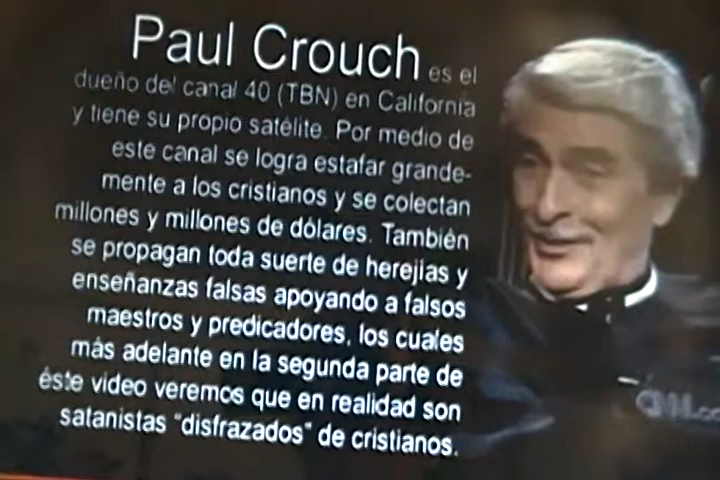 Paul Crouch es el
dueño del canal 40 (TBN) en California
y tiene su propio satélite. Por medio de
este canal se logra estafar grande-
mente a los cristianos y se colectan
millones y millones de dólares. También
se propagan toda suerte de herejías y
enseñanzas falsas apoyando a falsos
maestros y predicadores, los cuales
más adelante en la segunda parte de
éste video veremos que en realidad son
satanistas "disfrazados" de cristianos.